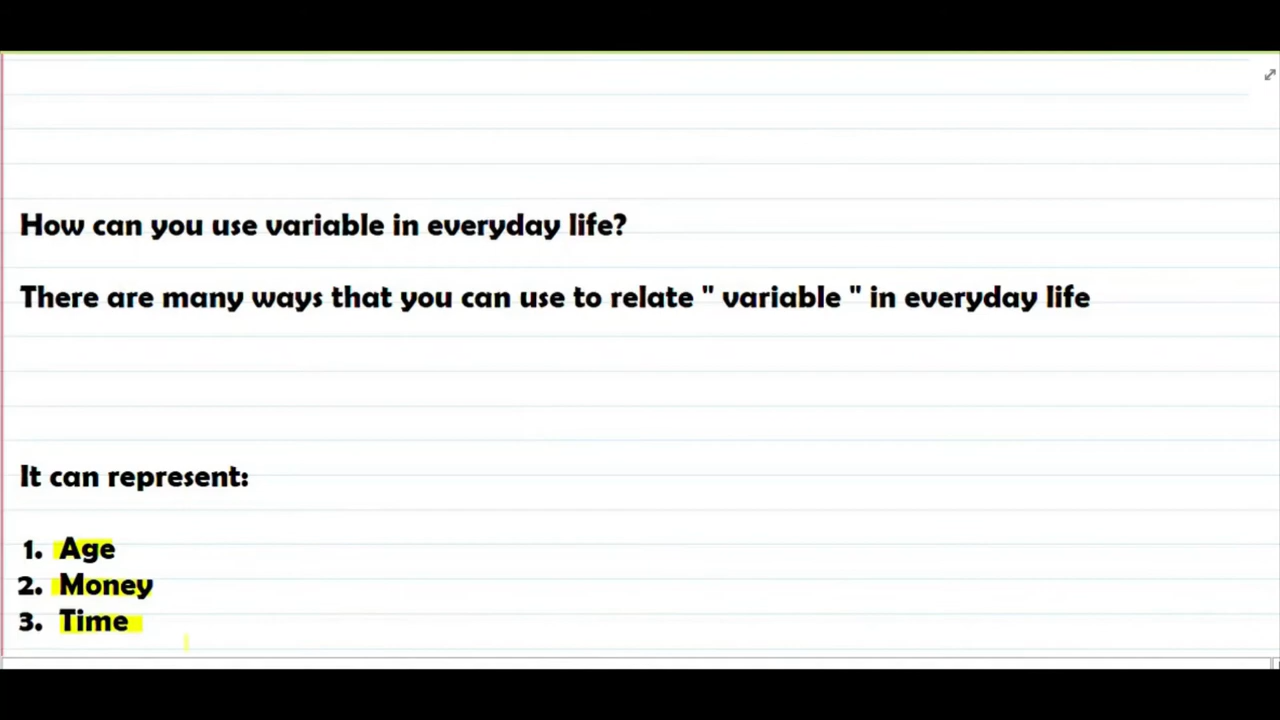 How can you use variable in everyday life?
There are many ways that you can use to relate " variable " in everyday life
It can represent:
1. Age
2. Money
3. Time